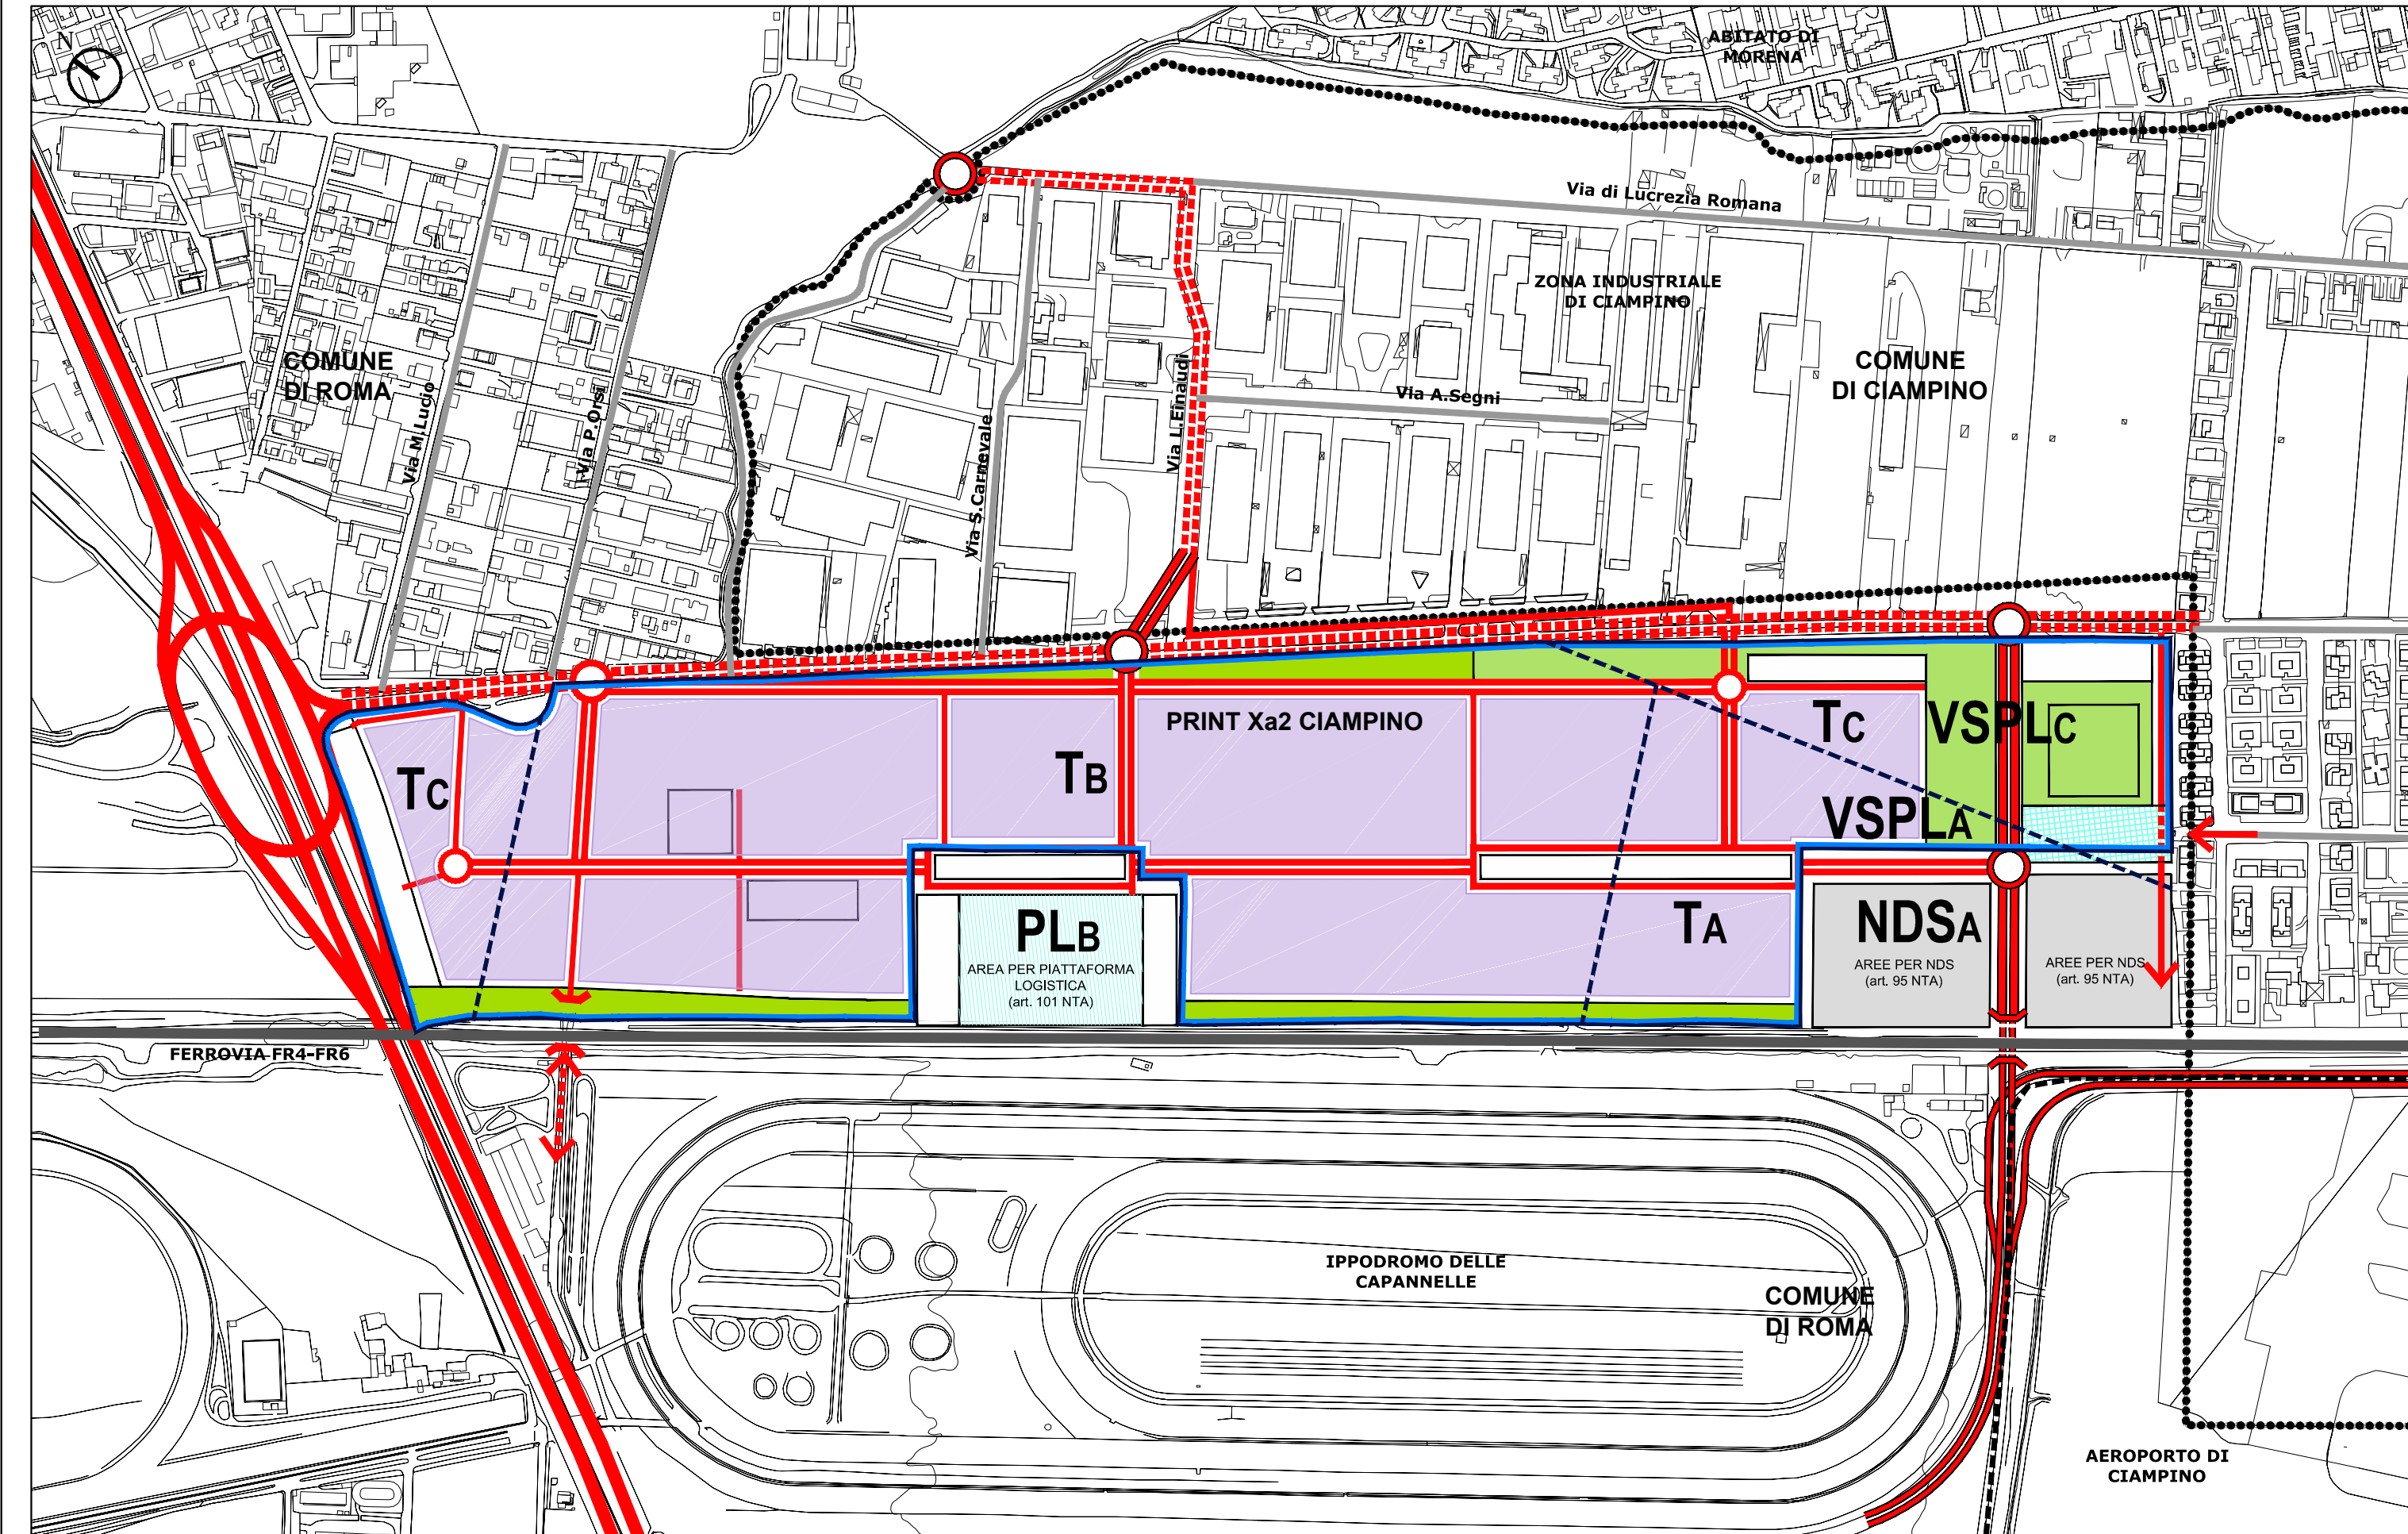 N
ABITATO DI
MORENA
Via di Lucrezia Romana
ZONA INDUSTRIALE
DI CIAMPINO
COMUNE
DI ROMA
COMUNE
DI CIAMPINO
Via M.Lucio
Via P.Orsi
Via S.Carnevale
Via L.Einaudi
Via A.Segni
PRINT Xa2 CIAMPINO
TC
TB
TC
VSPLC
VSPLA
TA
PLB
AREA PER PIATTAFORMA
LOGISTICA
(art. 101 NTA)
NDSA
AREE PER NDS
(art. 95 NTA)
AREE PER NDS
(art. 95 NTA)
FERROVIA FR4-FR6
IPPODROMO DELLE
CAPANNELLE
COMUNE
DI ROMA
AEROPORTO DI
CIAMPINO